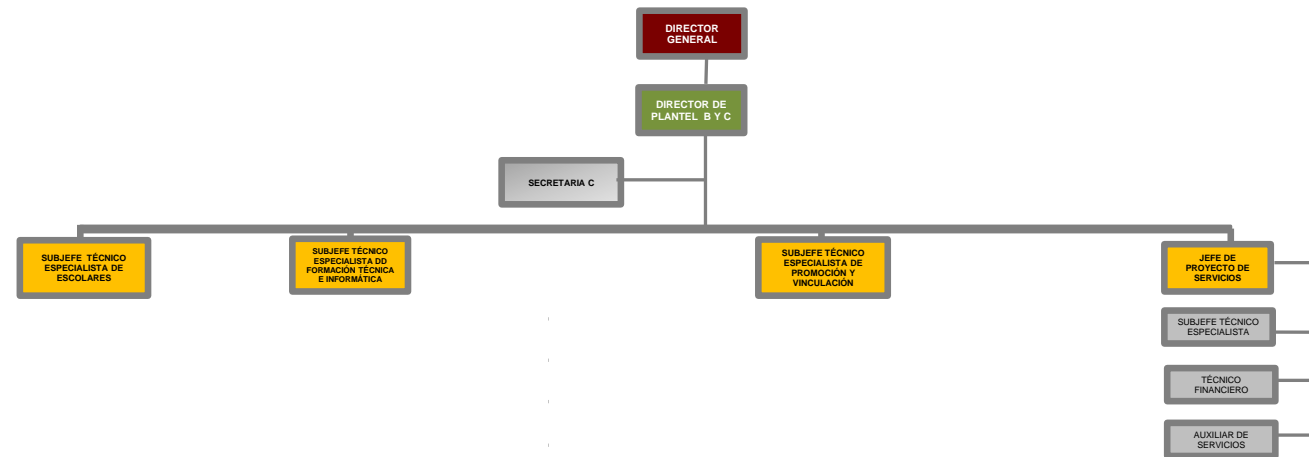 DIRECTOR
GENERAL
DIRECTOR DE
PLANTEL B Y C
SECRETARIA C
SUBJEFE TÉCNICO
ESPECIALISTA DE
ESCOLARES
SUBJEFE TÉCNICO
ESPECIALISTA DD
FORMACIÓN TÉCNICA
E INFORMÁTICA
SUBJEFE TÉCNICO
ESPECIALISTA DE
PROMOCIÓN Y
VINCULACIÓN
JEFE DE
PROYECTO DE
SERVICIOS
SUBJEFE TÉCNICO
ESPECIALISTA
TÉCNICO
FINANCIERO
AUXILIAR DE
SERVICIOS